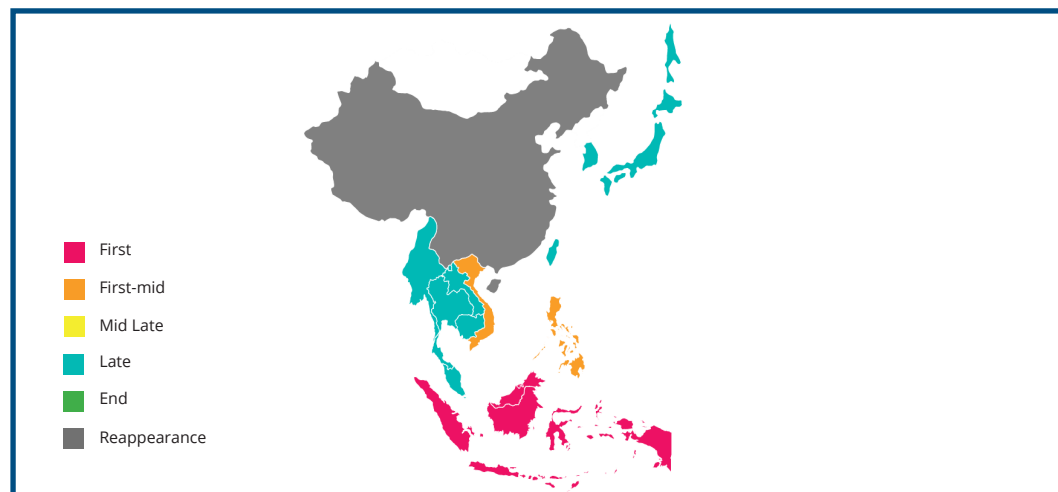 First
First-mid
Mid Late
Late
End
Reappearance